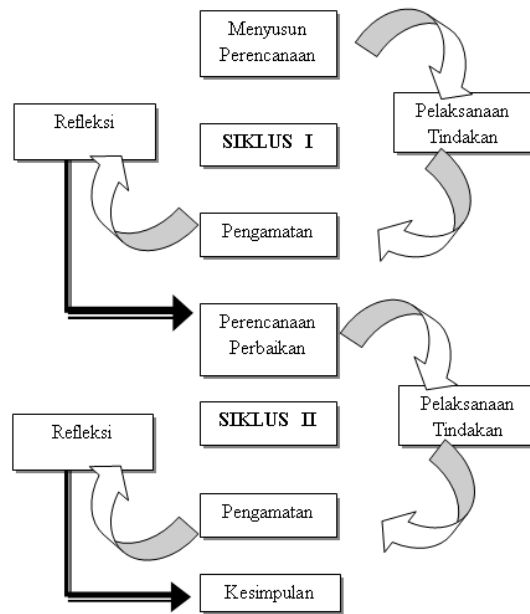 Menyusun
Perencanaan
Pelaksanaan
Tindakan
Refleksi
SIKLUS I
Pengamatan
Perencanaan
Perbaikan
Pelaksanaan
Tindakan
Refleksi
SIKLUS II
Pengamatan
Kesimpulan